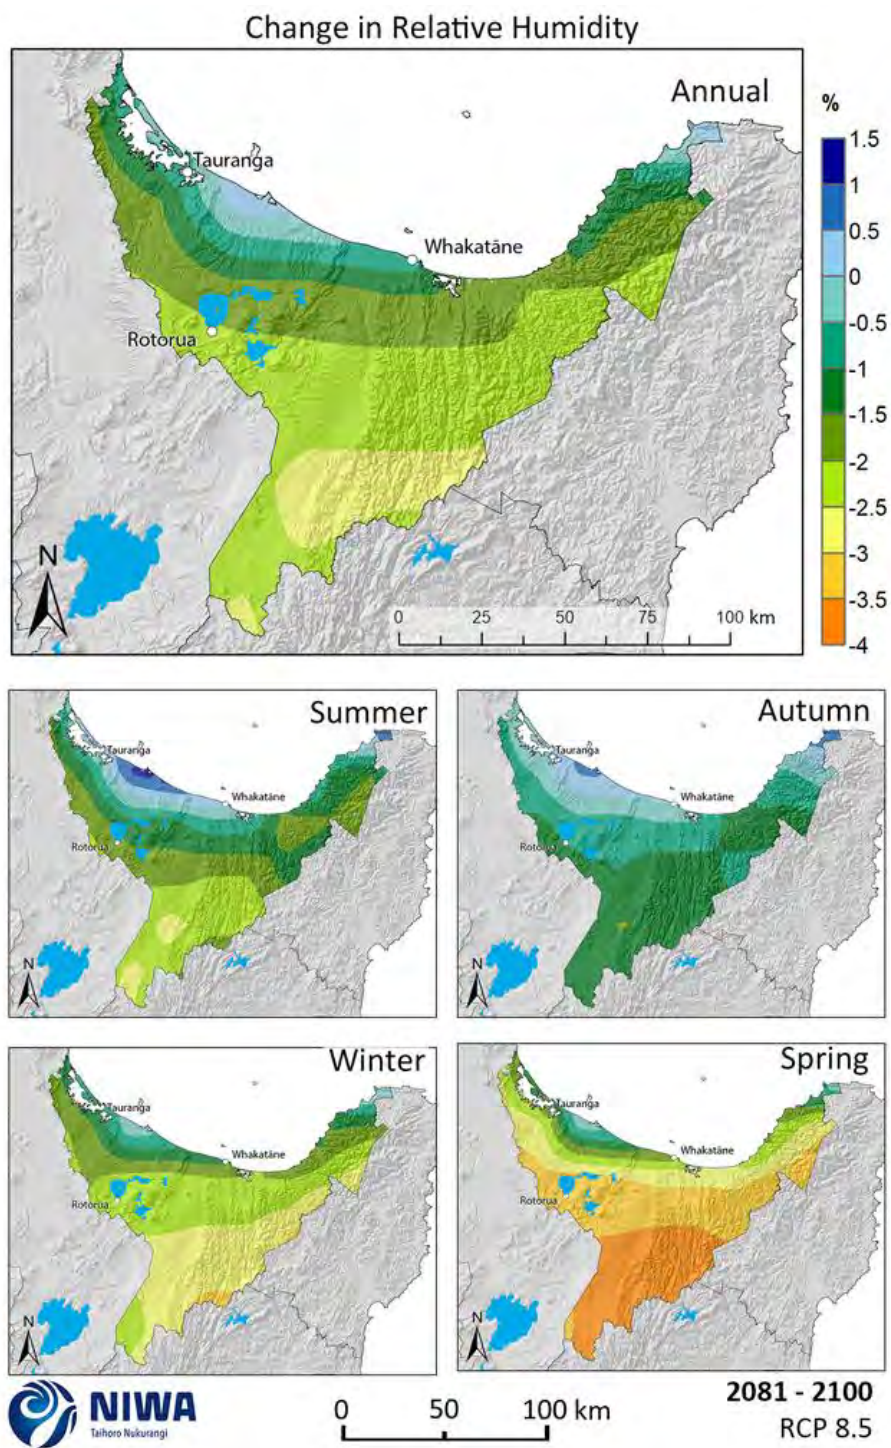 Change in Relative Humidity
Annual
%
Tauranga
Whakatāne
Rotorua
1.5
1
0.5
0
-0.5
-1
-1.5
-2
-2.5
-3
-3.5
-4
N
0 25 50 75 100 km
Summer
Tauranga
Whakatāne
Rotorua
N
Autumn
Tauranga
Whakatāne
Rotorua
N
Winter
Tauranga
Whakatāne
Rotorua
N
Spring
Tauranga
Whakatāne
Rotorua
N
NIWA
Taihoro Nukurangi
0 50 100 km
2081 - 2100
RCP 8.5